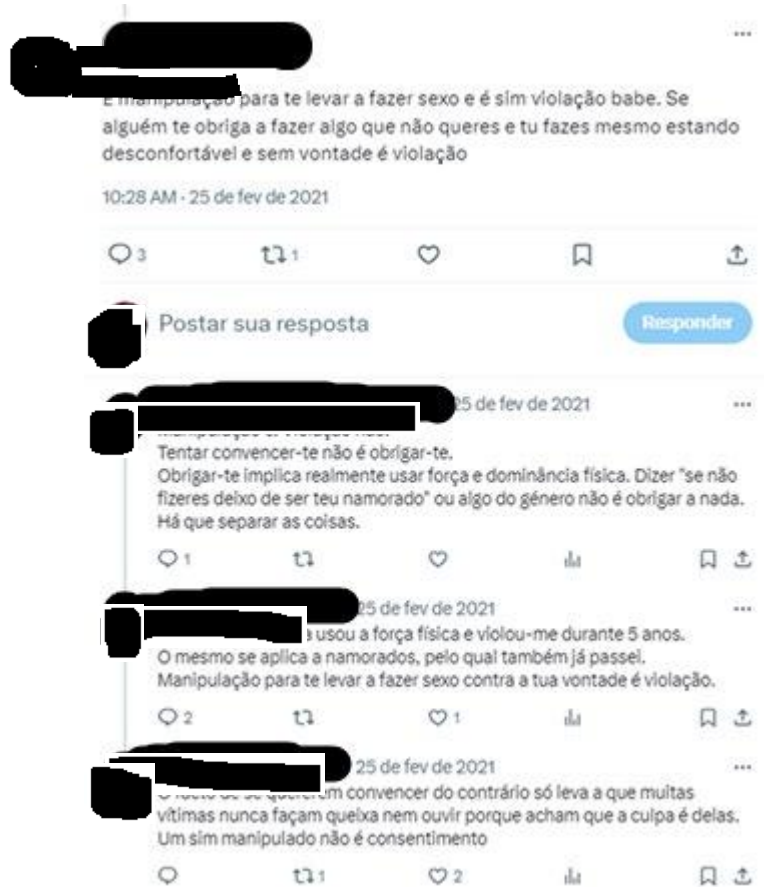 para te levar a fazer sexo e é sim violação babe. Se
alguém te obriga a fazer algo que não queres e tu fazes mesmo estando
desconfortável e sem vontade é violação
10:28 AM · 25 de fev de 2021
3
1
Postar sua resposta
Responder
25 de fev de 2021
Tentar convencer-te não é obrigar-te.
Obrigar-te implica realmente usar força e dominância física. Dizer "se não
fizeres deixo de ser teu namorado" ou algo do género não é obrigar a nada.
Há que separar as coisas.
1
25 de fev de 2021
usou a força física e violou-me durante 5 anos.
O mesmo se aplica a namorados, pelo qual também já passei.
Manipulação para te levar a fazer sexo contra a tua vontade é violação.
2 1
25 de fev de 2021
convencer do contrário só leva a que muitas
vítimas nunca façam queixa nem ouvir porque acham que a culpa é delas.
Um sim manipulado não é consentimento
1 2